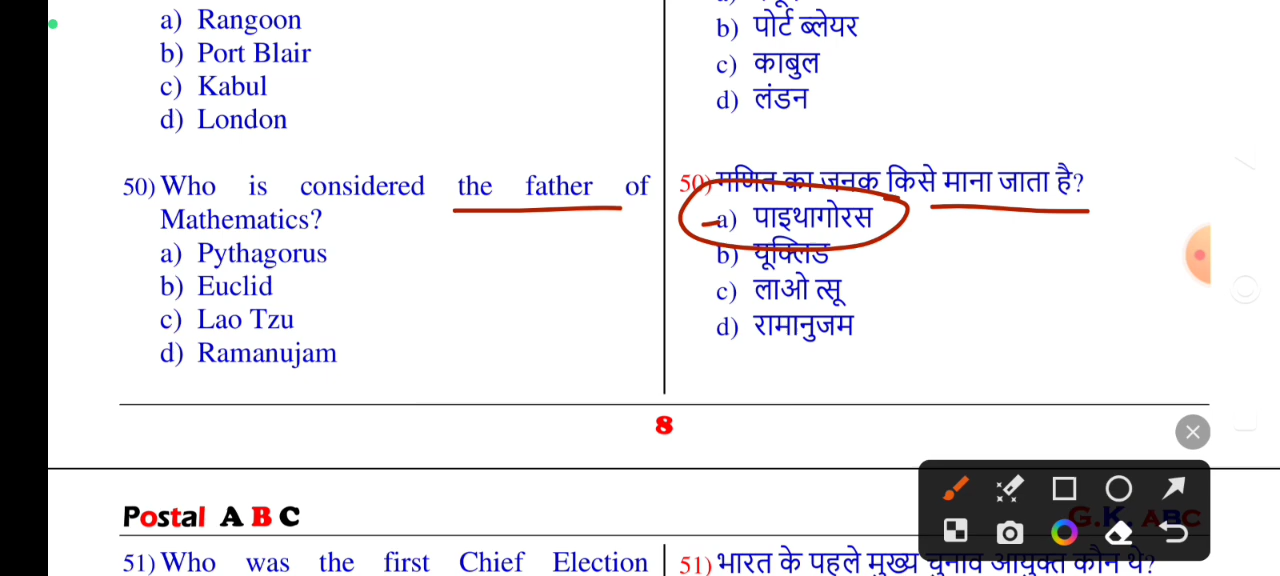 a) Rangoon
b) Port Blair
c) Kabul
d) London
50) Who is considered the father of
Mathematics?
a) Pythagorus
b) Euclid
c) Lao Tzu
d) Ramanujam
b) पोर्ट ब्लेयर
c) काबुल
d) लंडन
50) गणित का जनक किसे माना जाता है?
a) पाइथागोरस
b) यूक्लिड
c) लाओ त्सू
d) रामानुजम
8
Postal A B C
G.K. ABC
51) Who was the first Chief Election
51) भारत के पहले मुख्य चुनाव आयुक्त कौन थे?